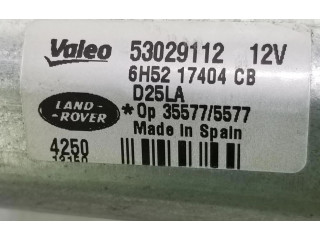 Valeo 53029112 12V
6H52 17404 CB
D25LA
LAND-
-ROVER
*Op 35577/5577
Made in Spain
4250